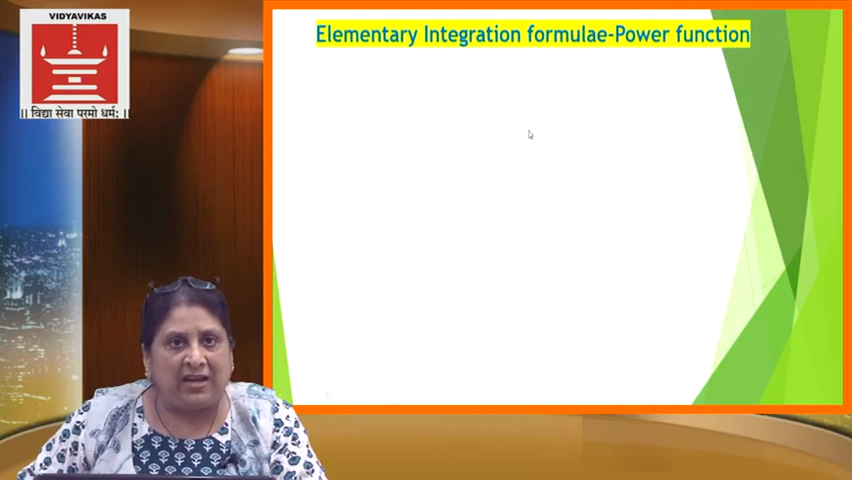 VIDYAVIKAS
|| विद्या सेवा परमो धर्मः ||
Elementary Integration formulae-Power function